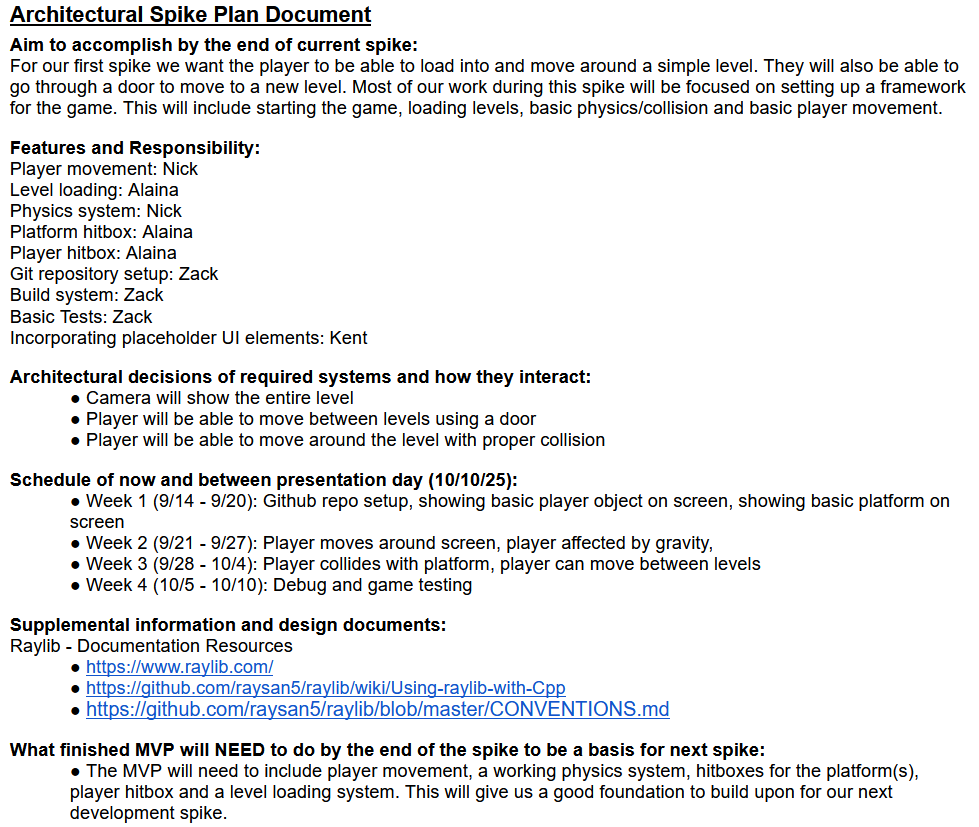 Architectural Spike Plan Document
Aim to accomplish by the end of current spike:
For our first spike we want the player to be able to load into and move around a simple level. They will also be able to
go through a door to move to a new level. Most of our work during this spike will be focused on setting up a framework
for the game. This will include starting the game, loading levels, basic physics/collision and basic player movement.
Features and Responsibility:
Player movement: Nick
Level loading: Alaina
Physics system: Nick
Platform hitbox: Alaina
Player hitbox: Alaina
Git repository setup: Zack
Build system: Zack
Basic Tests: Zack
Incorporating placeholder UI elements: Kent
Architectural decisions of required systems and how they interact:
● Camera will show the entire level
● Player will be able to move between levels using a door
● Player will be able to move around the level with proper collision
Schedule of now and between presentation day (10/10/25):
● Week 1 (9/14 - 9/20): Github repo setup, showing basic player object on screen, showing basic platform on
screen
● Week 2 (9/21 - 9/27): Player moves around screen, player affected by gravity,
● Week 3 (9/28 - 10/4): Player collides with platform, player can move between levels
● Week 4 (10/5 - 10/10): Debug and game testing
Supplemental information and design documents:
Raylib - Documentation Resources
● https://www.raylib.com/
● https://github.com/raysan5/raylib/wiki/Using-raylib-with-Cpp
● https://github.com/raysan5/raylib/blob/master/CONVENTIONS.md
What finished MVP will NEED to do by the end of the spike to be a basis for next spike:
● The MVP will need to include player movement, a working physics system, hitboxes for the platform(s),
player hitbox and a level loading system. This will give us a good foundation to build upon for our next
development spike.